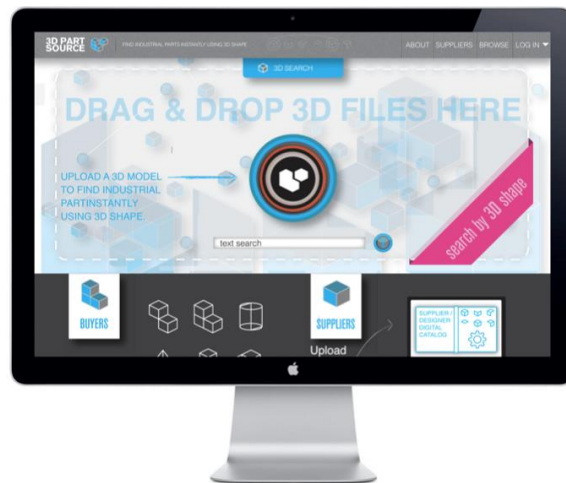 3D PART
SOURCE
FIND INDUSTRIAL PARTS INSTANTLY USING 3D SHAPE
ABOUT SUPPLIERS BROWSE LOG IN
3D SEARCH
DRAG & DROP 3D FILES HERE
UPLOAD A 3D MODEL
TO FIND INDUSTRIAL
PARTINSTANTLY
USING 3D SHAPE.
text search
search by 3D shape
BUYERS
SUPPLIERS
Upload
SUPPLIER /
DESIGNER
DIGITAL
CATALOG